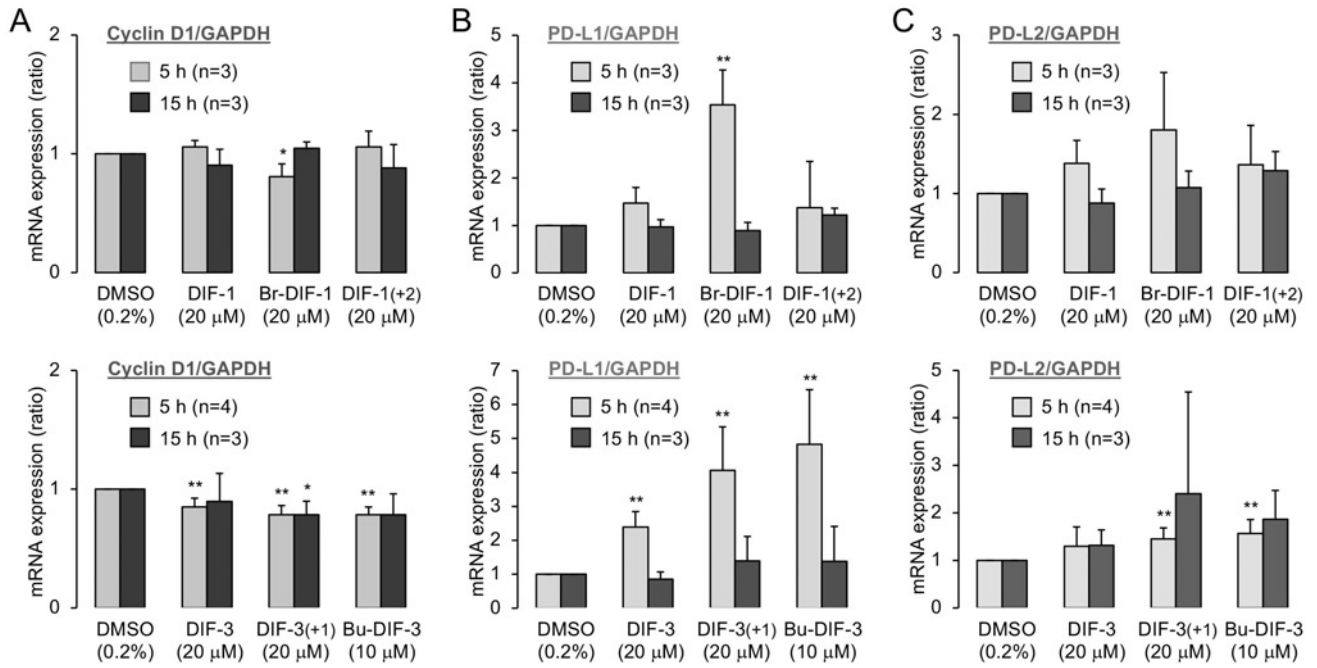 A
Cyclin D1/GAPDH
5 h (n=3)
15 h (n=3)
mRNA expression (ratio)
2
1
0
*
DMSO
(0.2%)
DIF-1
(20 µM)
Br-DIF-1
(20 µM)
DIF-1(+2)
(20 µM)
B
PD-L1/GAPDH
5 h (n=3)
15 h (n=3)
mRNA expression (ratio)
5
4
3
2
1
0
**
DMSO
(0.2%)
DIF-1
(20 µM)
Br-DIF-1
(20 µM)
DIF-1(+2)
(20 µM)
C
PD-L2/GAPDH
5 h (n=3)
15 h (n=3)
mRNA expression (ratio)
3
2
1
0
DMSO
(0.2%)
DIF-1
(20 µM)
Br-DIF-1
(20 µM)
DIF-1(+2)
(20 µM)
Cyclin D1/GAPDH
5 h (n=4)
15 h (n=3)
mRNA expression (ratio)
2
1
0
**
**
*
**
DMSO
(0.2%)
DIF-3
(20 µM)
DIF-3(+1)
(20 µM)
Bu-DIF-3
(10 µM)
PD-L1/GAPDH
5 h (n=4)
15 h (n=3)
mRNA expression (ratio)
7
6
5
4
3
2
1
0
**
**
**
DMSO
(0.2%)
DIF-3
(20 µM)
DIF-3(+1)
(20 µM)
Bu-DIF-3
(10 µM)
PD-L2/GAPDH
5 h (n=4)
15 h (n=3)
mRNA expression (ratio)
5
4
3
2
1
0
**
**
DMSO
(0.2%)
DIF-3
(20 µM)
DIF-3(+1)
(20 µM)
Bu-DIF-3
(10 µM)